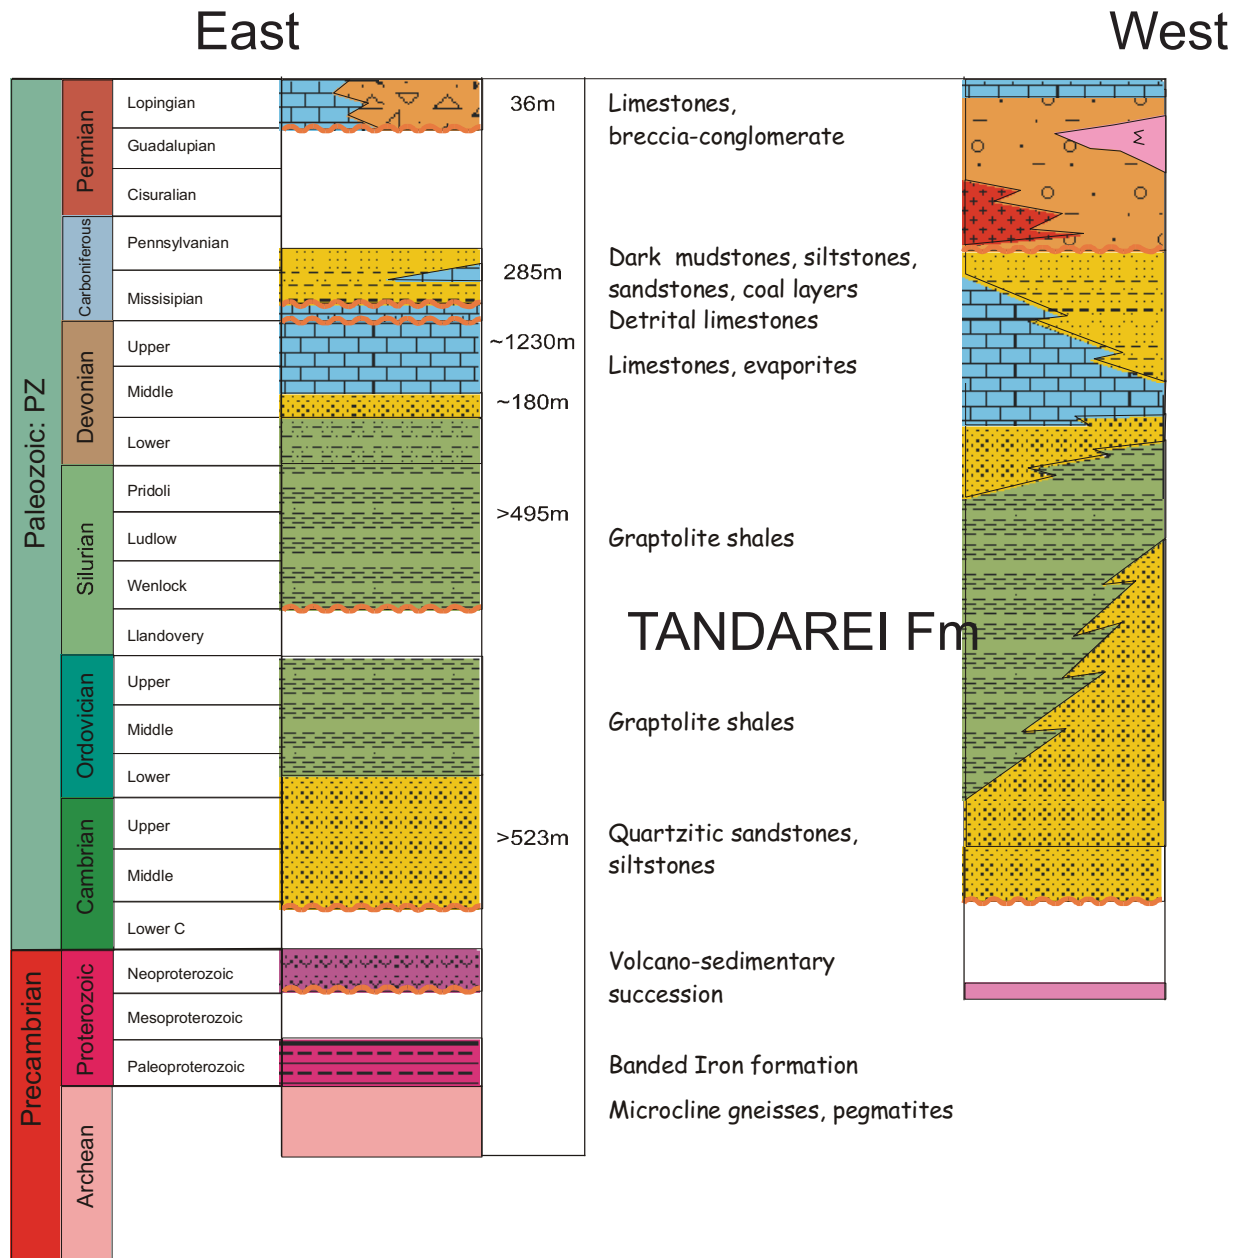 East
West
Paleozoic: PZ
Precambrian
Permian
Carboniferous
Devonian
Silurian
Ordovician
Cambrian
Proterozoic
Archean
Lopingian
Guadalupian
Cisuralian
Pennsylvanian
Missisipian
Upper
Middle
Lower
Pridoli
Ludlow
Wenlock
Llandovery
Upper
Middle
Lower
Upper
Middle
Lower C
Neoproterozoic
Mesoproterozoic
Paleoproterozoic
36m
285m
~1230m
~180m
>495m
>523m
Limestones,
breccia-conglomerate
Dark mudstones, siltstones,
sandstones, coal layers
Detrital limestones
Limestones, evaporites
Graptolite shales
TANDAREI Fm
Graptolite shales
Quartzitic sandstones,
siltstones
Volcano-sedimentary
succession
Banded Iron formation
Microcline gneisses, pegmatites